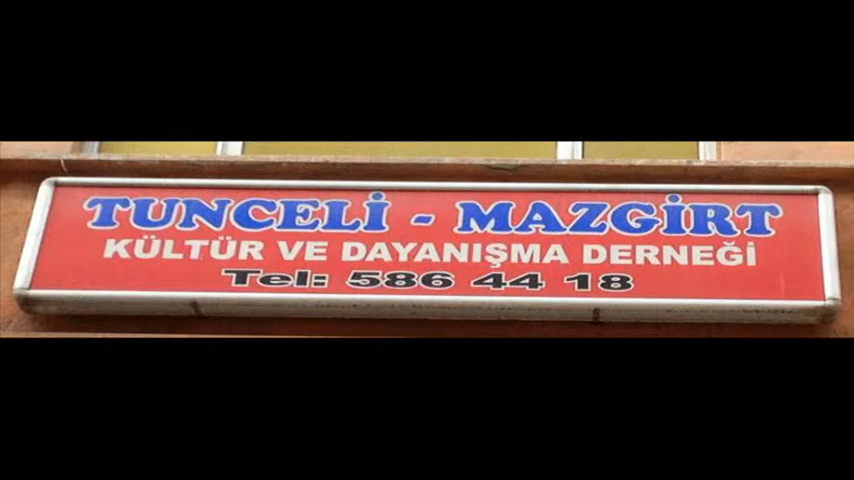 TUNCELİ - MAZGİRT
KÜLTÜR VE DAYANIŞMA DERNEĞİ
Tel: 586 44 18